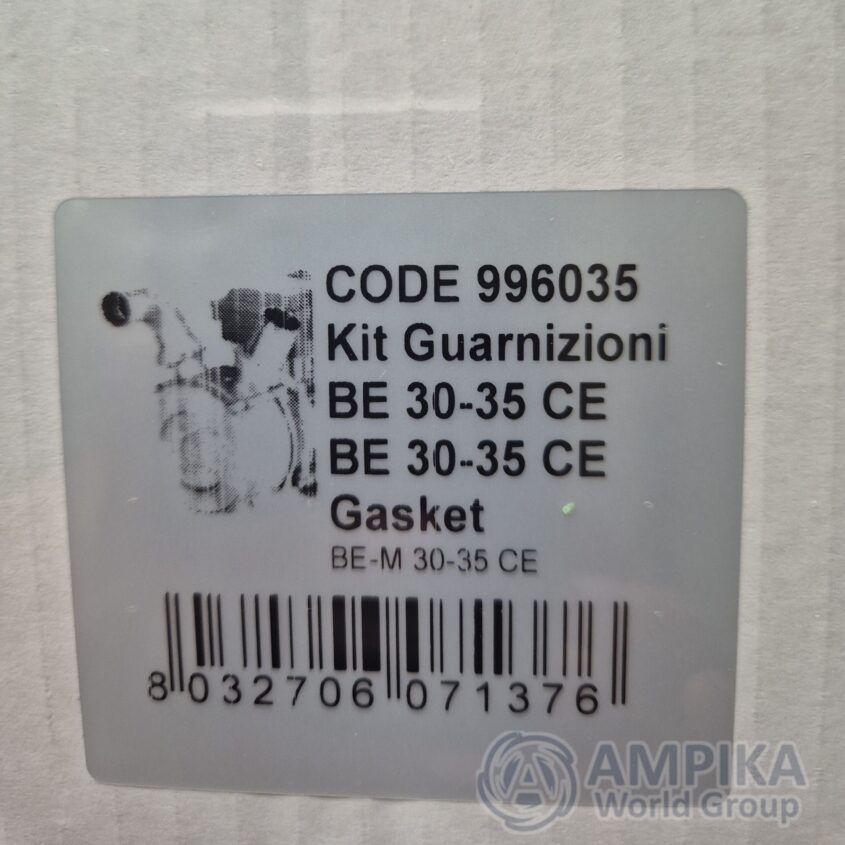 CODE 996035
Kit Guarnizioni
BE 30-35 CE
BE 30-35 CE
Gasket
BE-M 30-35 CE
8 032706 071376
AMPIKA
World Group